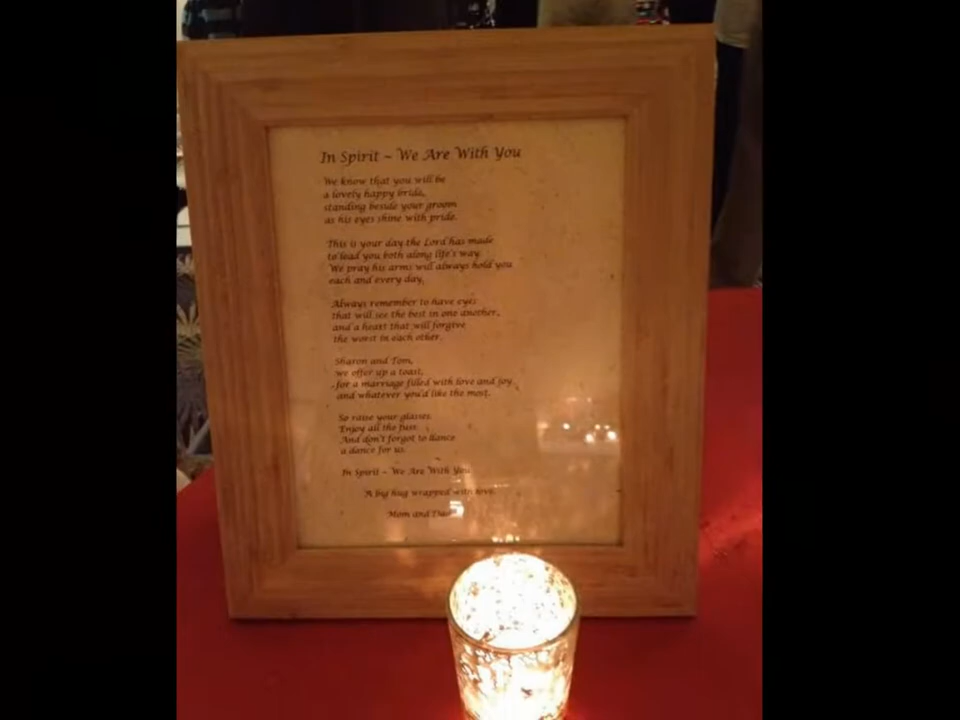 In Spirit ~ We Are With You
We know that you will be
a lovely happy bride,
standing beside your groom
as his eyes shine with pride.
This is your day the Lord has made
to lead you both along life's way.
We pray his arms will always hold you
each and every day.
Always remember to have eyes
that will see the best in one another,
and a heart that will forgive
the worst in each other.
Sharon and Tom,
we offer up a toast,
for a marriage filled with love and joy
and whatever you'd like the most.
So raise your glasses.
Enjoy all the fuss.
And don't forgot to dance
a dance for us.
In Spirit ~ We Are With You
A big hug wrapped with love.
Mom and Dad